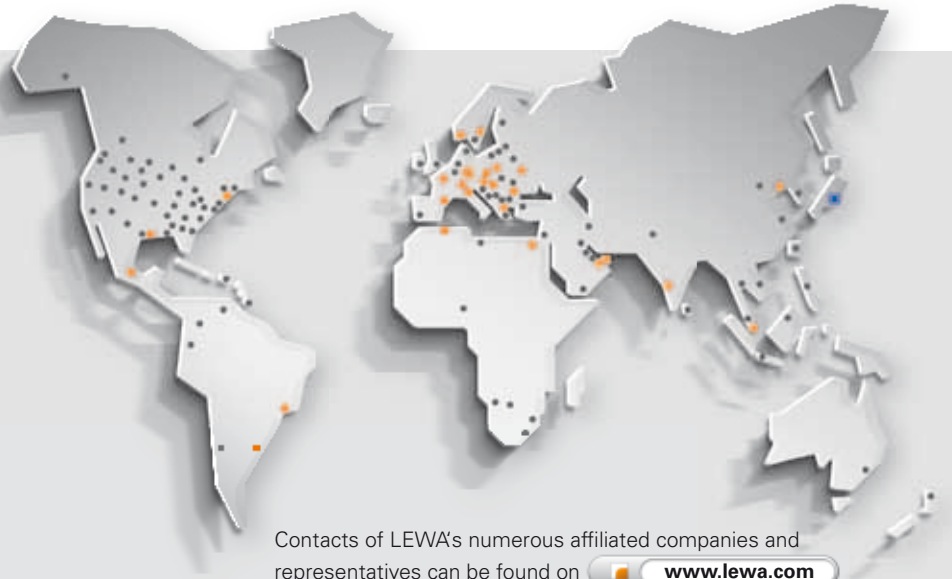 Contacts of LEWA's numerous affiliated companies and
representatives can be found on www.lewa.com